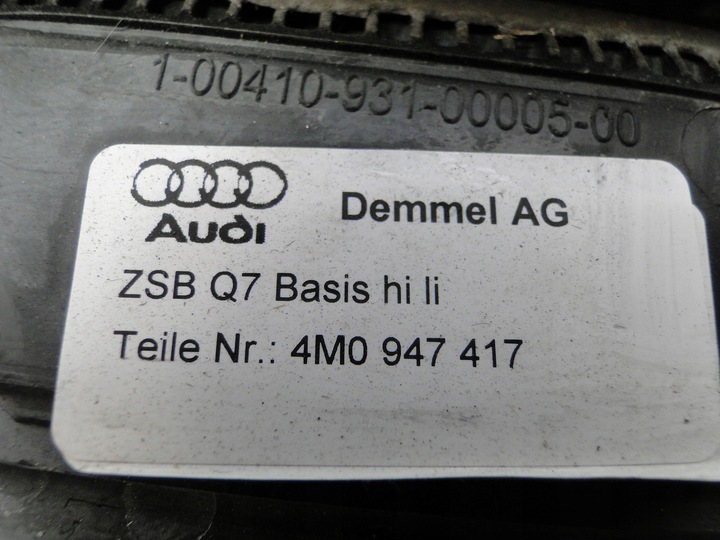 1-00410-931-00005-00
Audi
Demmel AG
ZSB Q7 Basis hi li
Teile Nr.: 4M0 947 417